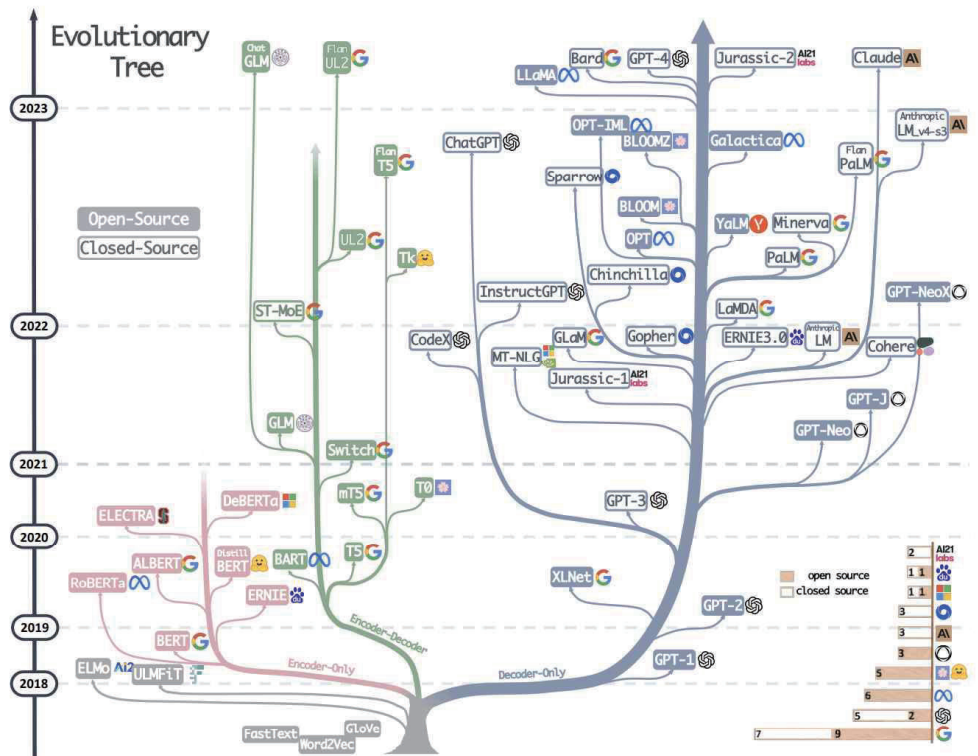 Evolutionary
Tree
2023
2022
2021
2020
2019
2018
Open-Source
Closed-Source
Chat
GLM
Flan
UL2
Flan
T5
UL2
Tk
ST-MoE
GLM
Switch
mT5
T0
T5
BART
Encoder-Decoder
DeBERTa
ELECTRA
Distill
BERT
ALBERT
RoBERTa
ERNIE
BERT
Encoder-Only
ELMo
Ai2
ULMFiT
FastText
GloVe
Word2Vec
Decoder-Only
GPT-1
GPT-2
XLNet
GPT-3
Bard
GPT-4
Jurassic-2
AI21
labs
Claude
A\
LLaMA
OPT-IML
BLOOMZ
Galactica
Anthropic
LM_v4-s3
A\
ChatGPT
Flan
PaLM
Sparrow
BLOOM
OPT
YaLM
Minerva
PaLM
Chinchilla
InstructGPT
GPT-NeoX
LaMDA
CodeX
GLaM
Gopher
ERNIE3.0
du
Anthropic
LM
A\
Cohere
MT-NLG
Jurassic-1
AI21
labs
GPT-J
GPT-Neo
open source
closed source
2
AI21
labs
1 1
du
1 1
3
3
A\
3
5
6
5 2
7 9